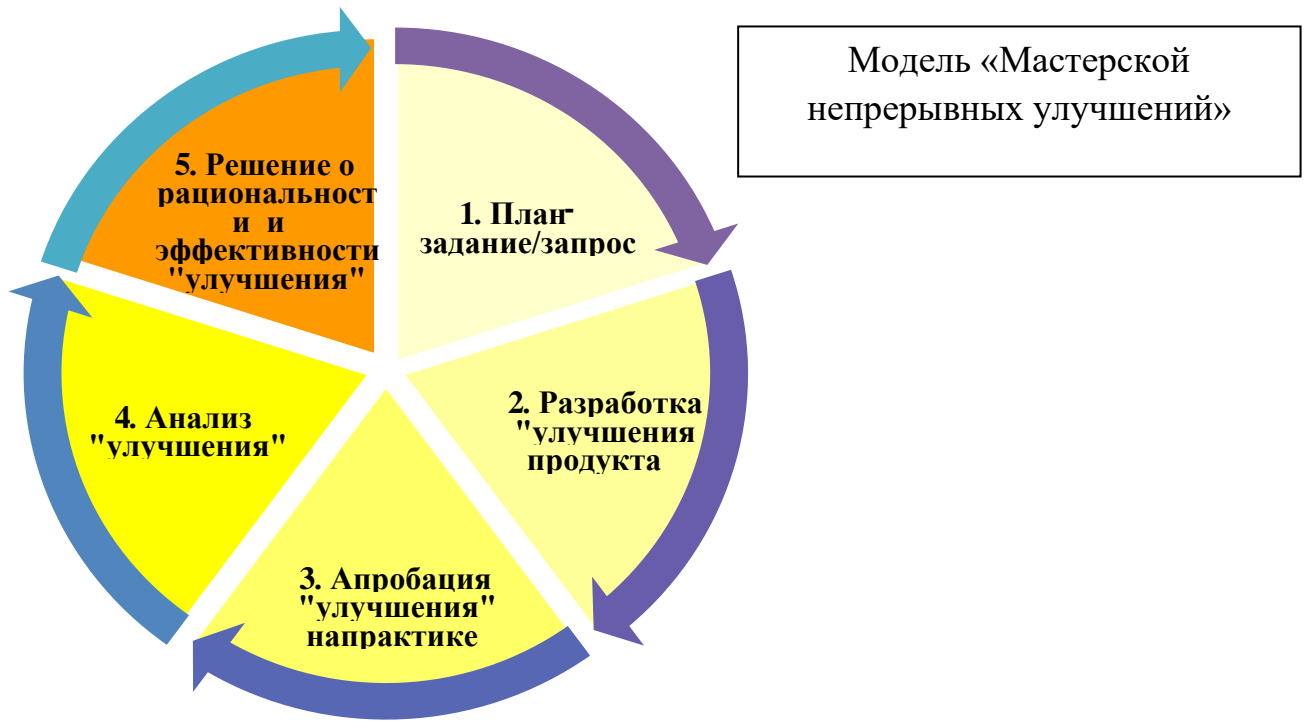 Модель «Мастерской
непрерывных улучшений»
1. План-
задание/запрос
2. Разработка
"улучшения
продукта
3. Апробация
"улучшения"
напрактике
4. Анализ
"улучшения"
5. Решение о
рациональност
и и
эффективности
"улучшения"